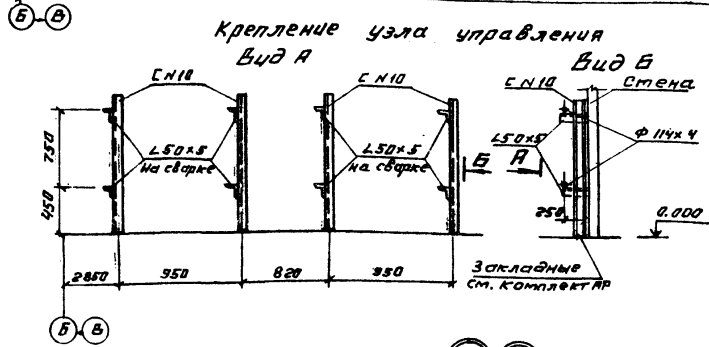 Б-В
Крепление узла управления
Вид А
Вид Б
С N10
С N10
С N10
Стена
L50×5
на сварке
L50×5
на сварке
L50×5
Ф 114×4
Б
А
750
450
250
0.000
2850
950
820
950
Закладные
см. комплект АР
Б-В